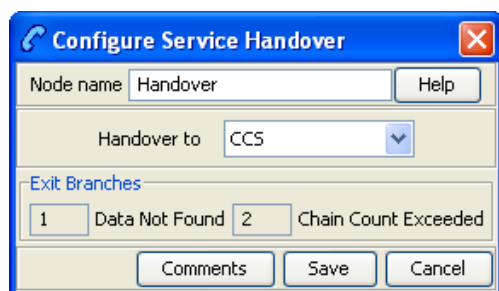 Configure Service Handover
Node name Handover Help
Handover to CCS
Exit Branches
1 Data Not Found 2 Chain Count Exceeded
Comments Save Cancel